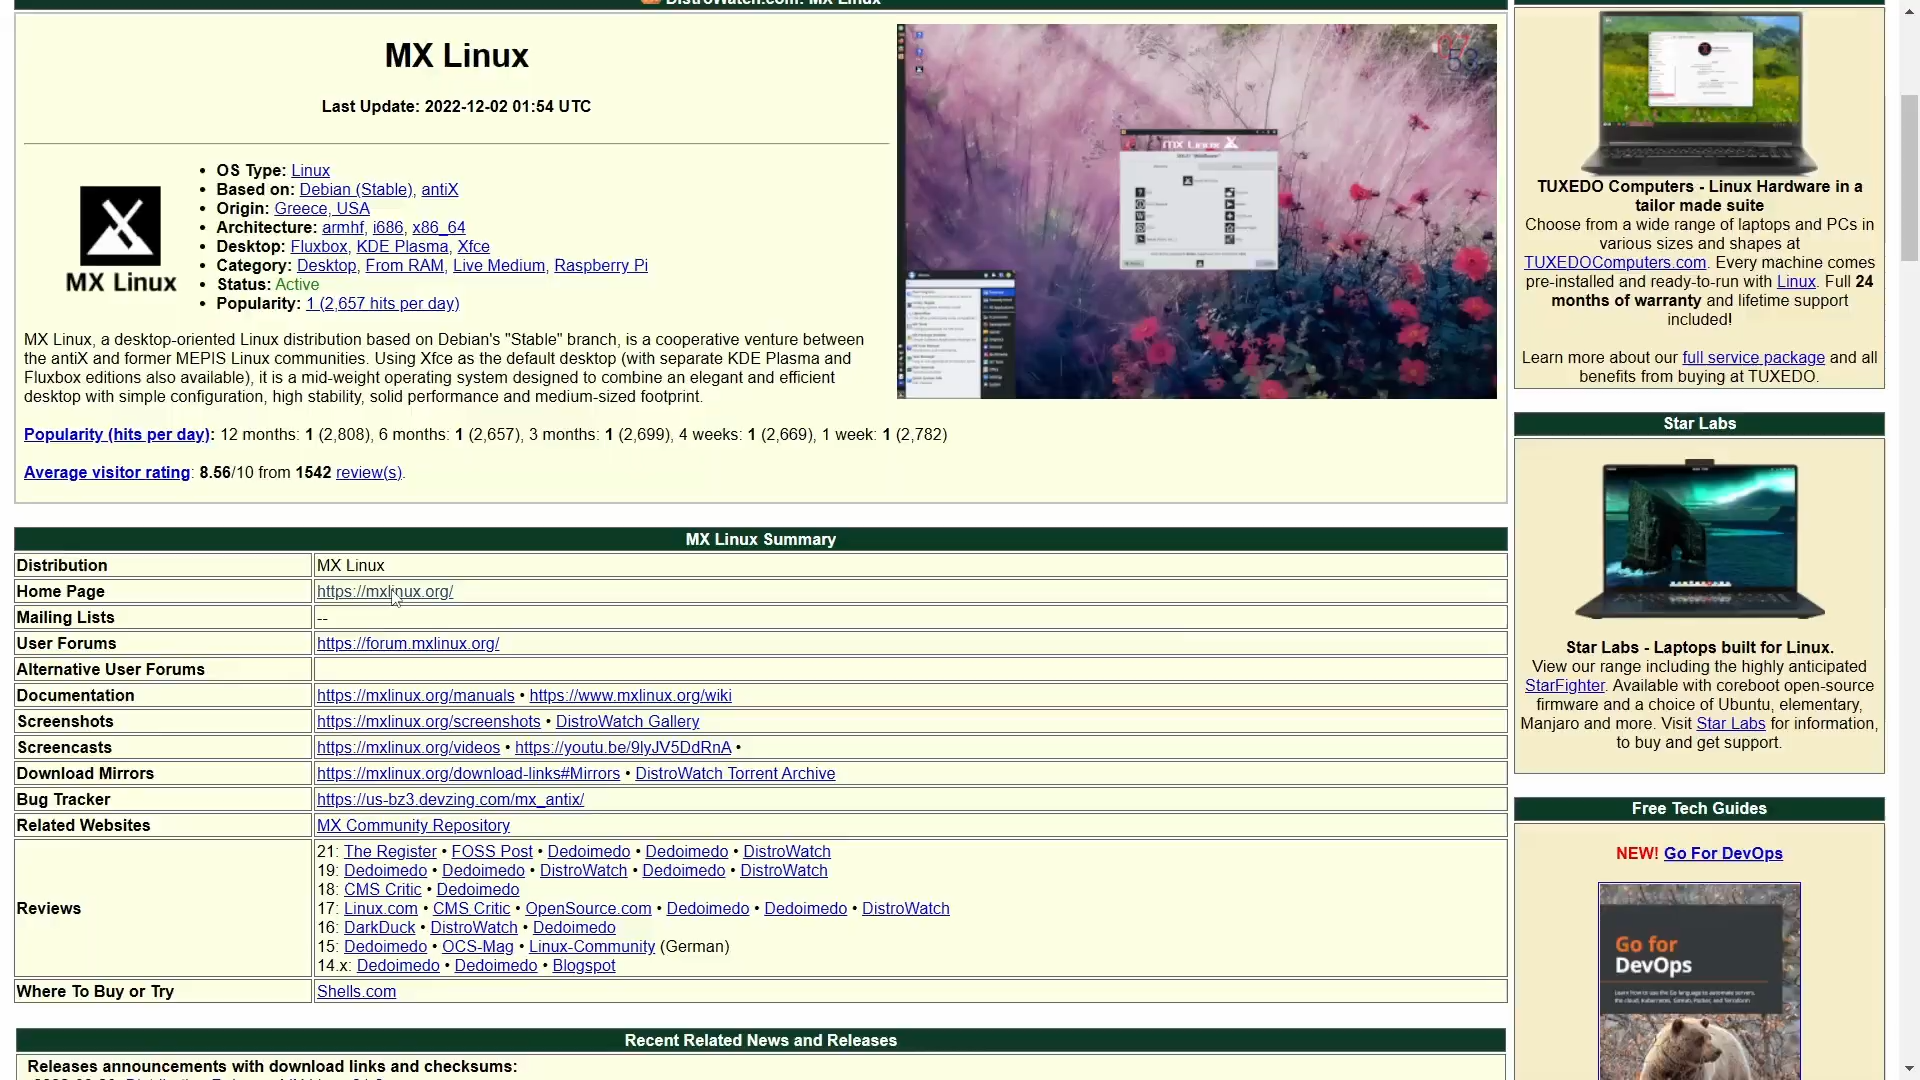 DistroWatch.com: MX Linux
MX Linux
Last Update: 2022-12-02 01:54 UTC
• OS Type: Linux
• Based on: Debian (Stable), antiX
• Origin: Greece, USA
• Architecture: armhf, i686, x86_64
• Desktop: Fluxbox, KDE Plasma, Xfce
• Category: Desktop, From RAM, Live Medium, Raspberry Pi
• Status: Active
• Popularity: 1 (2,657 hits per day)
MX Linux
MX Linux, a desktop-oriented Linux distribution based on Debian's "Stable" branch, is a cooperative venture between
the antiX and former MEPIS Linux communities. Using Xfce as the default desktop (with separate KDE Plasma and
Fluxbox editions also available), it is a mid-weight operating system designed to combine an elegant and efficient
desktop with simple configuration, high stability, solid performance and medium-sized footprint.
Popularity (hits per day): 12 months: 1 (2,808), 6 months: 1 (2,657), 3 months: 1 (2,699), 4 weeks: 1 (2,669), 1 week: 1 (2,782)
Average visitor rating: 8.56/10 from 1542 review(s).
MX Linux
MX Linux Summary
Distribution MX Linux
Home Page https://mxlinux.org/
Mailing Lists --
User Forums https://forum.mxlinux.org/
Alternative User Forums
Documentation https://mxlinux.org/manuals • https://www.mxlinux.org/wiki
Screenshots https://mxlinux.org/screenshots • DistroWatch Gallery
Screencasts https://mxlinux.org/videos • https://youtu.be/9lyJV5DdRnA •
Download Mirrors https://mxlinux.org/download-links#Mirrors • DistroWatch Torrent Archive
Bug Tracker https://us-bz3.devzing.com/mx_antix/
Related Websites MX Community Repository
Reviews
21: The Register • FOSS Post • Dedoimedo • Dedoimedo • DistroWatch
19: Dedoimedo • Dedoimedo • DistroWatch • Dedoimedo • DistroWatch
18: CMS Critic • Dedoimedo
17: Linux.com • CMS Critic • OpenSource.com • Dedoimedo • Dedoimedo • DistroWatch
16: DarkDuck • DistroWatch • Dedoimedo
15: Dedoimedo • OCS-Mag • Linux-Community (German)
14.x: Dedoimedo • Dedoimedo • Blogspot
Where To Buy or Try Shells.com
Recent Related News and Releases
Releases announcements with download links and checksums:
TUXEDO Computers - Linux Hardware in a
tailor made suite
Choose from a wide range of laptops and PCs in
various sizes and shapes at
TUXEDOComputers.com. Every machine comes
pre-installed and ready-to-run with Linux. Full 24
months of warranty and lifetime support
included!
Learn more about our full service package and all
benefits from buying at TUXEDO.
Star Labs
Star Labs - Laptops built for Linux.
View our range including the highly anticipated
StarFighter. Available with coreboot open-source
firmware and a choice of Ubuntu, elementary,
Manjaro and more. Visit Star Labs for information,
to buy and get support.
Free Tech Guides
NEW! Go For DevOps
Go for
DevOps